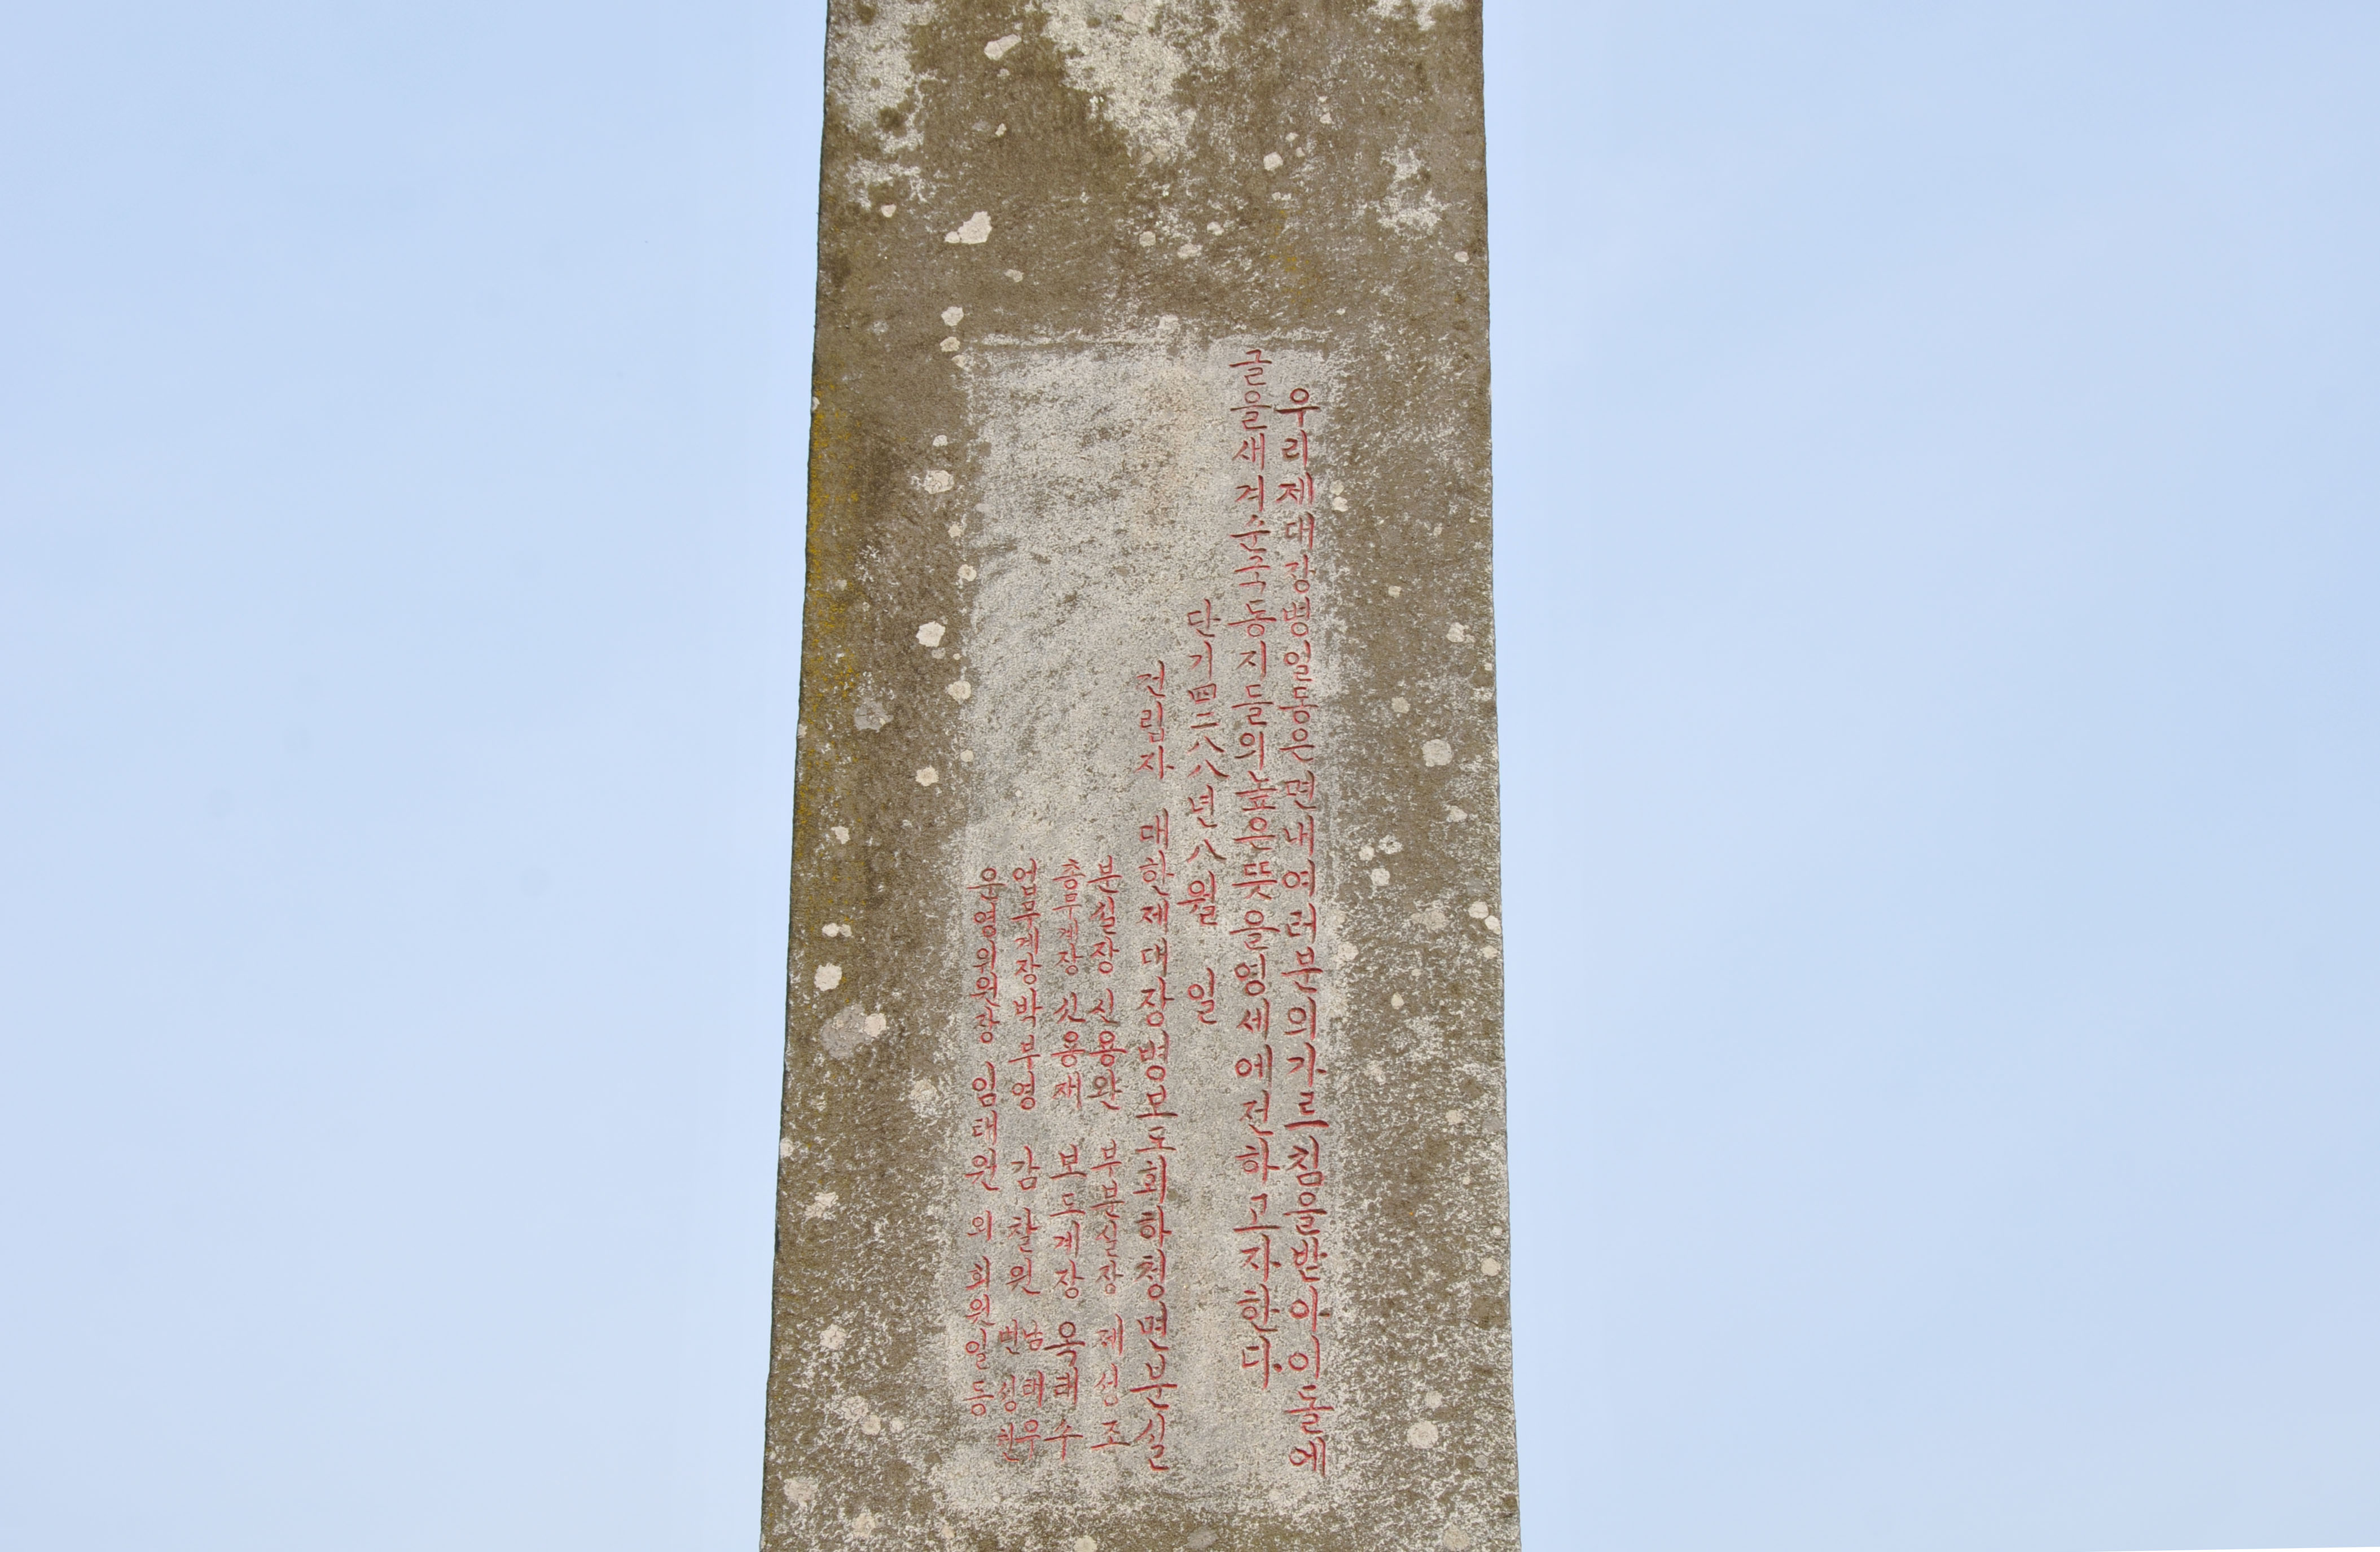 우리제대장병일동은면내여러분의가르침을받아이돌에
글을새겨순국동지들의높은뜻을영세에전하고자한다
단기四二八八년八월 일
건립자 대한제대장병보도회하청면분실
분실장 신용완 부분실장 제성조
총무계장 신용재 보도계장 옥태수
업무계장 박부영 감찰원 남태우
운영위원장 임태원 외 회원일동